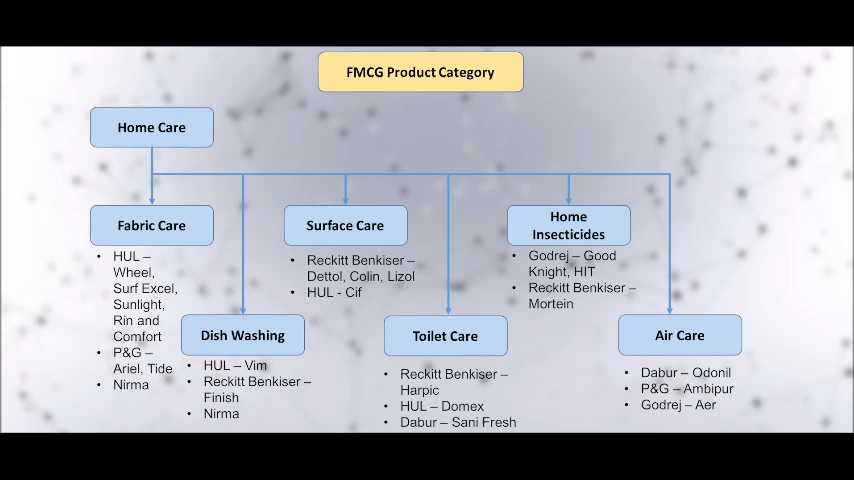 FMCG Product Category
Home Care
Fabric Care
• HUL –
Wheel,
Surf Excel,
Sunlight,
Rin and
Comfort
• P&G –
Ariel, Tide
• Nirma
Dish Washing
• HUL – Vim
• Reckitt Benkiser –
Finish
• Nirma
Surface Care
• Reckitt Benkiser –
Dettol, Colin, Lizol
• HUL - Cif
Toilet Care
• Reckitt Benkiser –
Harpic
• HUL – Domex
• Dabur – Sani Fresh
Home
Insecticides
• Godrej – Good
Knight, HIT
• Reckitt Benkiser –
Mortein
Air Care
• Dabur – Odonil
• P&G – Ambipur
• Godrej – Aer